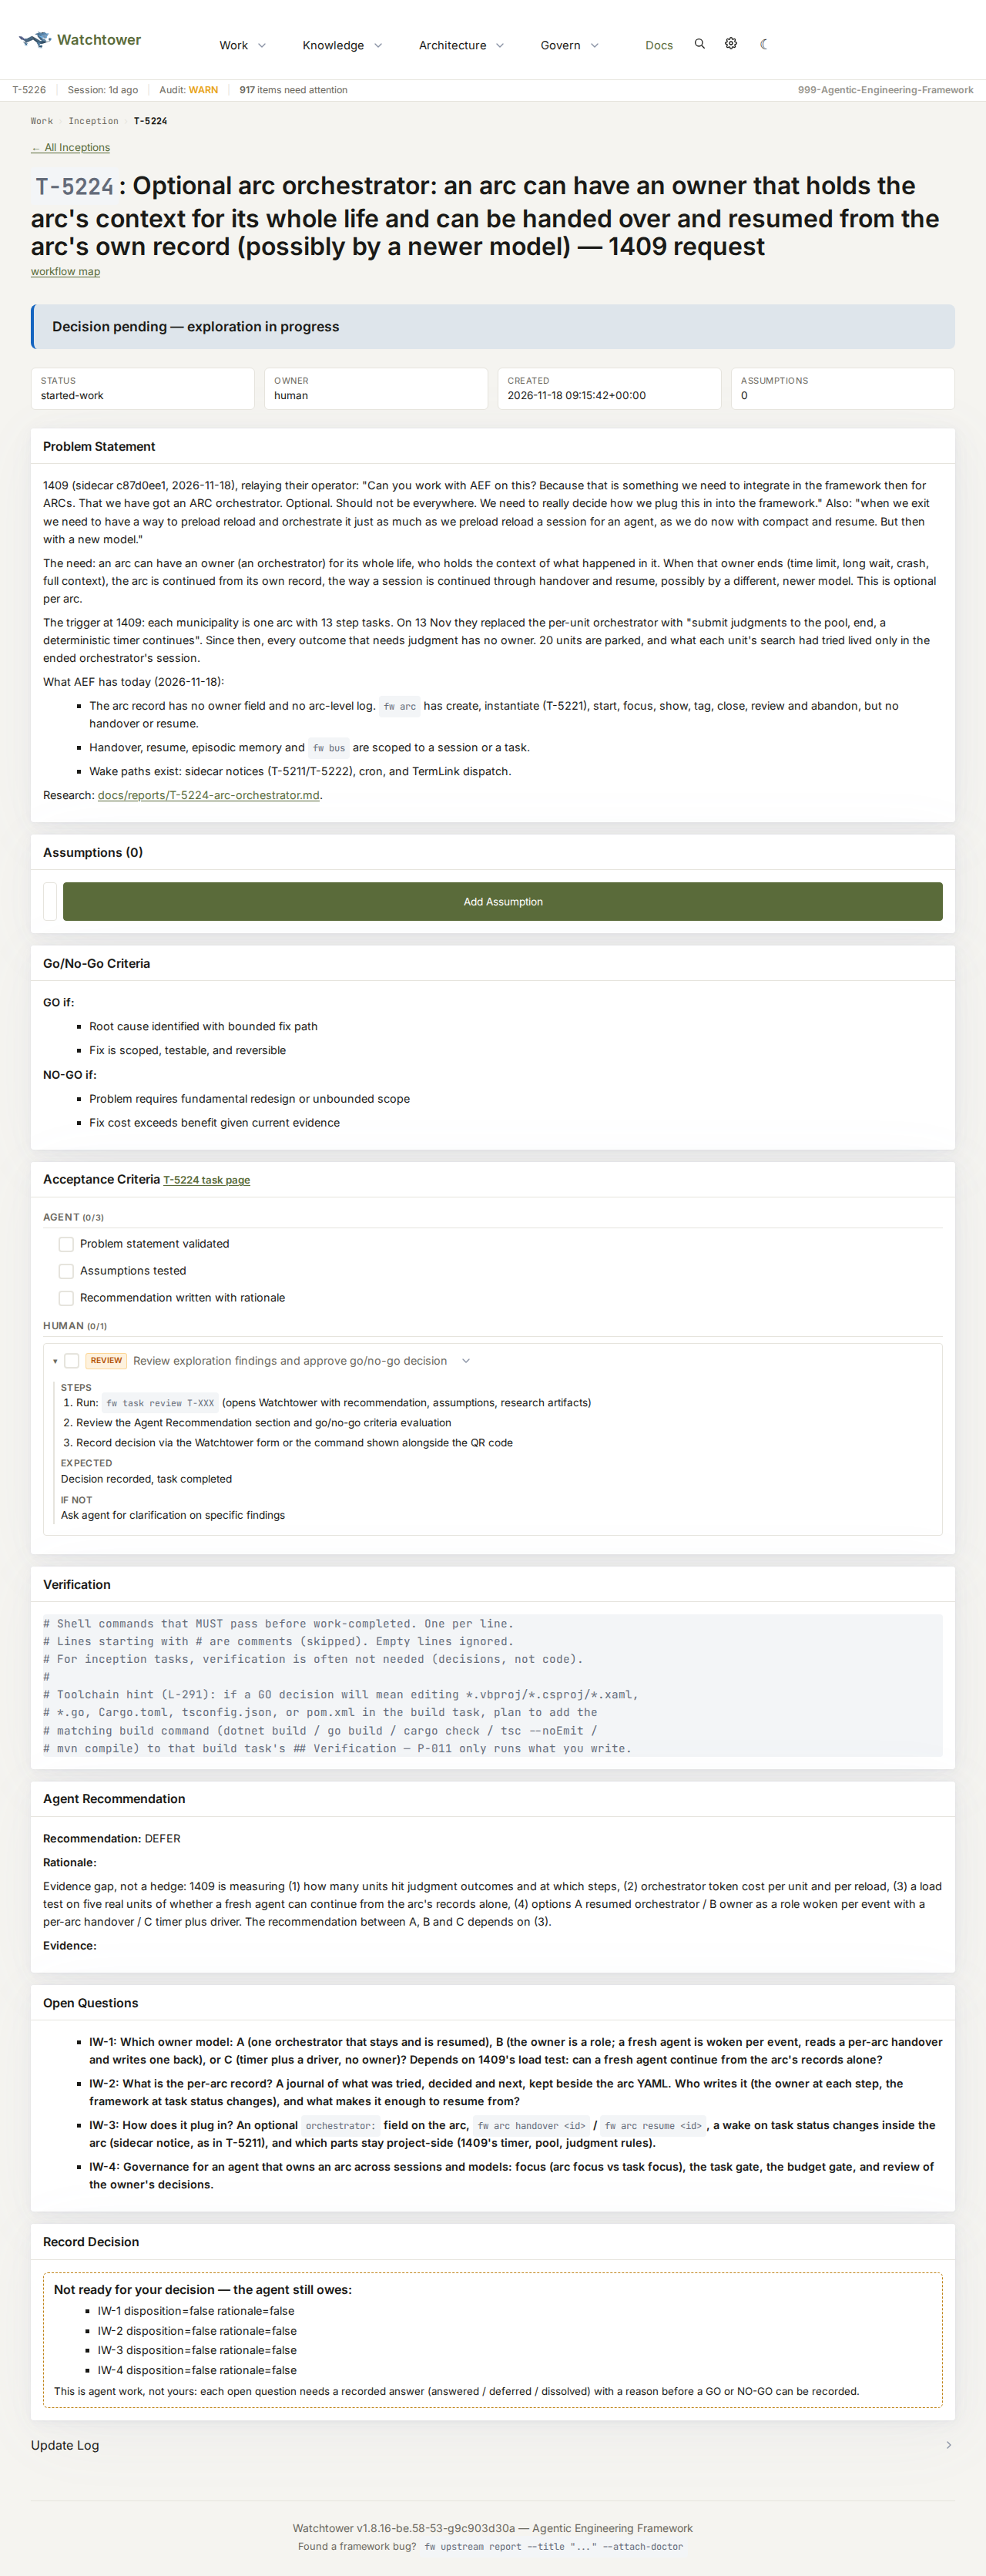 Watchtower
Work
Knowledge
Architecture
Govern
Docs
T-5226
Session: 1d ago
Audit: WARN
917 items need attention
999-Agentic-Engineering-Framework
Work
Inception
T-5224
← All Inceptions
T-5224 : Optional arc orchestrator: an arc can have an owner that holds the
arc's context for its whole life and can be handed over and resumed from the
arc's own record (possibly by a newer model) — 1409 request
workflow map
Decision pending — exploration in progress
STATUS
started-work
OWNER
human
CREATED
2026-11-18 09:15:42+00:00
ASSUMPTIONS
0
Problem Statement
1409 (sidecar c87d0ee1, 2026-11-18), relaying their operator: "Can you work with AEF on this? Because that is something we need to integrate in the framework then for
ARCs. That we have got an ARC orchestrator. Optional. Should not be everywhere. We need to really decide how we plug this in into the framework." Also: "when we exit
we need to have a way to preload reload and orchestrate it just as much as we preload reload a session for an agent, as we do now with compact and resume. But then
with a new model."
The need: an arc can have an owner (an orchestrator) for its whole life, who holds the context of what happened in it. When that owner ends (time limit, long wait, crash,
full context), the arc is continued from its own record, the way a session is continued through handover and resume, possibly by a different, newer model. This is optional
per arc.
The trigger at 1409: each municipality is one arc with 13 step tasks. On 13 Nov they replaced the per-unit orchestrator with "submit judgments to the pool, end, a
deterministic timer continues". Since then, every outcome that needs judgment has no owner. 20 units are parked, and what each unit's search had tried lived only in the
ended orchestrator's session.
What AEF has today (2026-11-18):
The arc record has no owner field and no arc-level log. fw arc has create, instantiate (T-5221), start, focus, show, tag, close, review and abandon, but no
handover or resume.
Handover, resume, episodic memory and fw bus are scoped to a session or a task.
Wake paths exist: sidecar notices (T-5211/T-5222), cron, and TermLink dispatch.
Research: docs/reports/T-5224-arc-orchestrator.md.
Assumptions (0)
Add Assumption
Go/No-Go Criteria
GO if:
Root cause identified with bounded fix path
Fix is scoped, testable, and reversible
NO-GO if:
Problem requires fundamental redesign or unbounded scope
Fix cost exceeds benefit given current evidence
Acceptance Criteria T-5224 task page
AGENT (0/3)
Problem statement validated
Assumptions tested
Recommendation written with rationale
HUMAN (0/1)
REVIEW Review exploration findings and approve go/no-go decision
STEPS
1. Run: fw task review T-XXX (opens Watchtower with recommendation, assumptions, research artifacts)
2. Review the Agent Recommendation section and go/no-go criteria evaluation
3. Record decision via the Watchtower form or the command shown alongside the QR code
EXPECTED
Decision recorded, task completed
IF NOT
Ask agent for clarification on specific findings
Verification
# Shell commands that MUST pass before work-completed. One per line.
# Lines starting with # are comments (skipped). Empty lines ignored.
# For inception tasks, verification is often not needed (decisions, not code).
#
# Toolchain hint (L-291): if a GO decision will mean editing *.vbproj/*.csproj/*.xaml,
# *.go, Cargo.toml, tsconfig.json, or pom.xml in the build task, plan to add the
# matching build command (dotnet build / go build / cargo check / tsc --noEmit /
# mvn compile) to that build task's ## Verification — P-011 only runs what you write.
Agent Recommendation
Recommendation: DEFER
Rationale:
Evidence gap, not a hedge: 1409 is measuring (1) how many units hit judgment outcomes and at which steps, (2) orchestrator token cost per unit and per reload, (3) a load
test on five real units of whether a fresh agent can continue from the arc's records alone, (4) options A resumed orchestrator / B owner as a role woken per event with a
per-arc handover / C timer plus driver. The recommendation between A, B and C depends on (3).
Evidence:
Open Questions
IW-1: Which owner model: A (one orchestrator that stays and is resumed), B (the owner is a role; a fresh agent is woken per event, reads a per-arc handover
and writes one back), or C (timer plus a driver, no owner)? Depends on 1409's load test: can a fresh agent continue from the arc's records alone?
IW-2: What is the per-arc record? A journal of what was tried, decided and next, kept beside the arc YAML. Who writes it (the owner at each step, the
framework at task status changes), and what makes it enough to resume from?
IW-3: How does it plug in? An optional orchestrator: field on the arc, fw arc handover <id> / fw arc resume <id>, a wake on task status changes inside the
arc (sidecar notice, as in T-5211), and which parts stay project-side (1409's timer, pool, judgment rules).
IW-4: Governance for an agent that owns an arc across sessions and models: focus (arc focus vs task focus), the task gate, the budget gate, and review of
the owner's decisions.
Record Decision
Not ready for your decision — the agent still owes:
IW-1 disposition=false rationale=false
IW-2 disposition=false rationale=false
IW-3 disposition=false rationale=false
IW-4 disposition=false rationale=false
This is agent work, not yours: each open question needs a recorded answer (answered / deferred / dissolved) with a reason before a GO or NO-GO can be recorded.
Update Log
Watchtower v1.8.16-be.58-53-g9c903d30a — Agentic Engineering Framework
Found a framework bug? fw upstream report --title "..." --attach-doctor